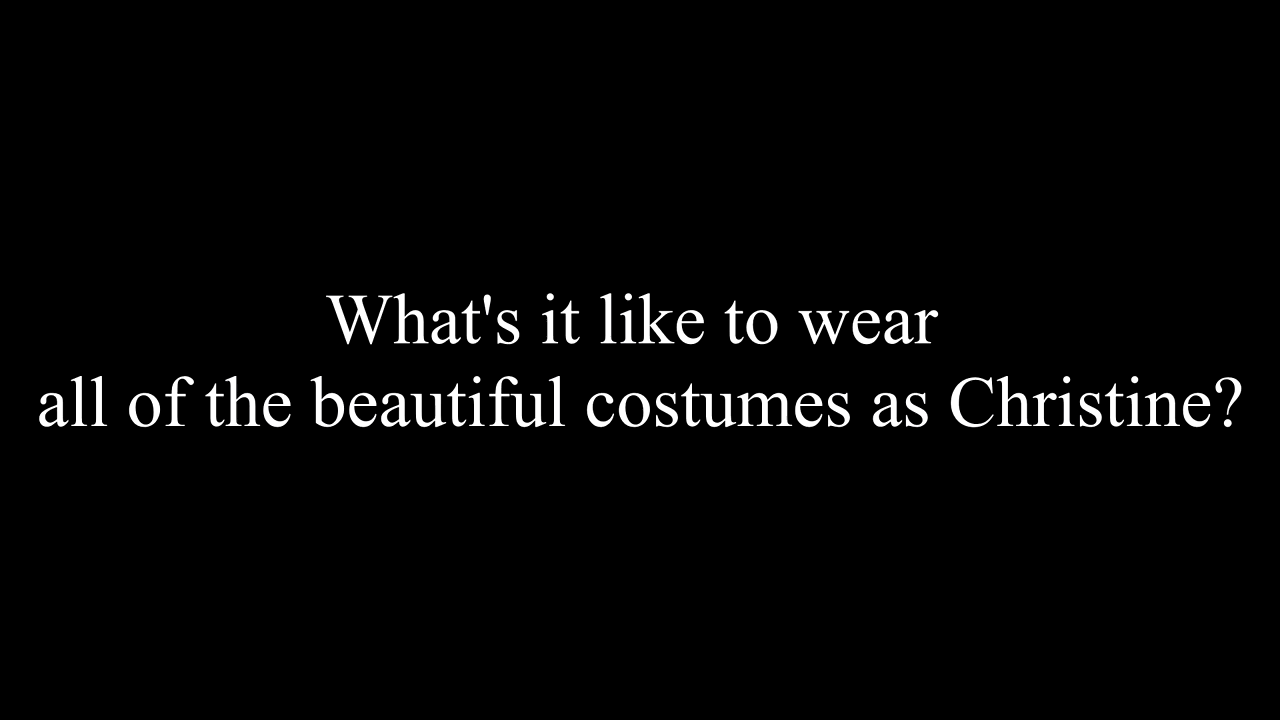 What's it like to wear
all of the beautiful costumes as Christine?